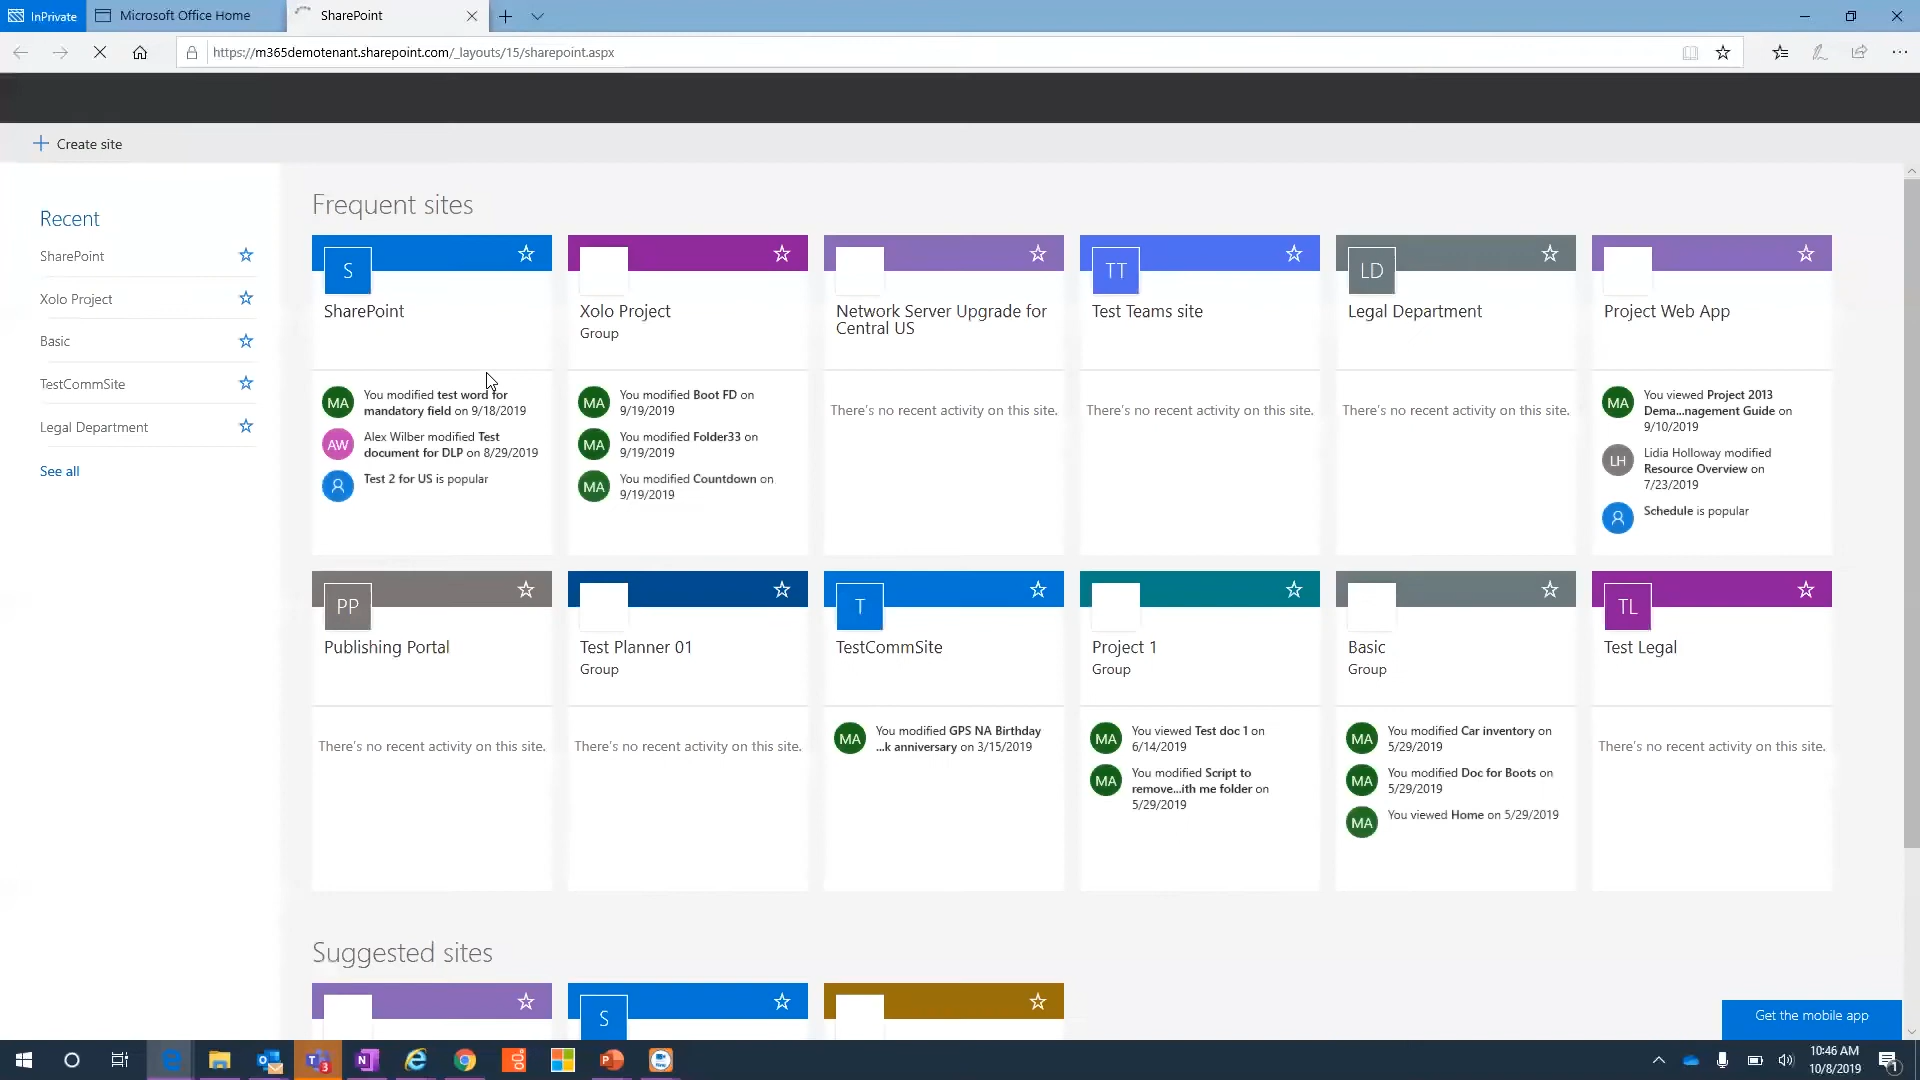 InPrivate
Microsoft Office Home
SharePoint
https://m365demotenant.sharepoint.com/_layouts/15/sharepoint.aspx
Create site
Recent
SharePoint
Xolo Project
Basic
TestCommSite
Legal Department
See all
Frequent sites
S
SharePoint
MA
You modified test word for
mandatory field on 9/18/2019
AW
Alex Wilber modified Test
document for DLP on 8/29/2019
Test 2 for US is popular
Xolo Project
Group
MA
You modified Boot FD on
9/19/2019
MA
You modified Folder33 on
9/19/2019
MA
You modified Countdown on
9/19/2019
Network Server Upgrade for
Central US
There's no recent activity on this site.
TT
Test Teams site
There's no recent activity on this site.
LD
Legal Department
There's no recent activity on this site.
Project Web App
MA
You viewed Project 2013
Dema...nagement Guide on
9/10/2019
LH
Lidia Holloway modified
Resource Overview on
7/23/2019
Schedule is popular
PP
Publishing Portal
There's no recent activity on this site.
Test Planner 01
Group
There's no recent activity on this site.
T
TestCommSite
MA
You modified GPS NA Birthday
...k anniversary on 3/15/2019
Project 1
Group
MA
You viewed Test doc 1 on
6/14/2019
MA
You modified Script to
remove...ith me folder on
5/29/2019
Basic
Group
MA
You modified Car inventory on
5/29/2019
MA
You modified Doc for Boots on
5/29/2019
MA
You viewed Home on 5/29/2019
TL
Test Legal
There's no recent activity on this site.
Suggested sites
S
Get the mobile app
3
10:46 AM
10/8/2019
1